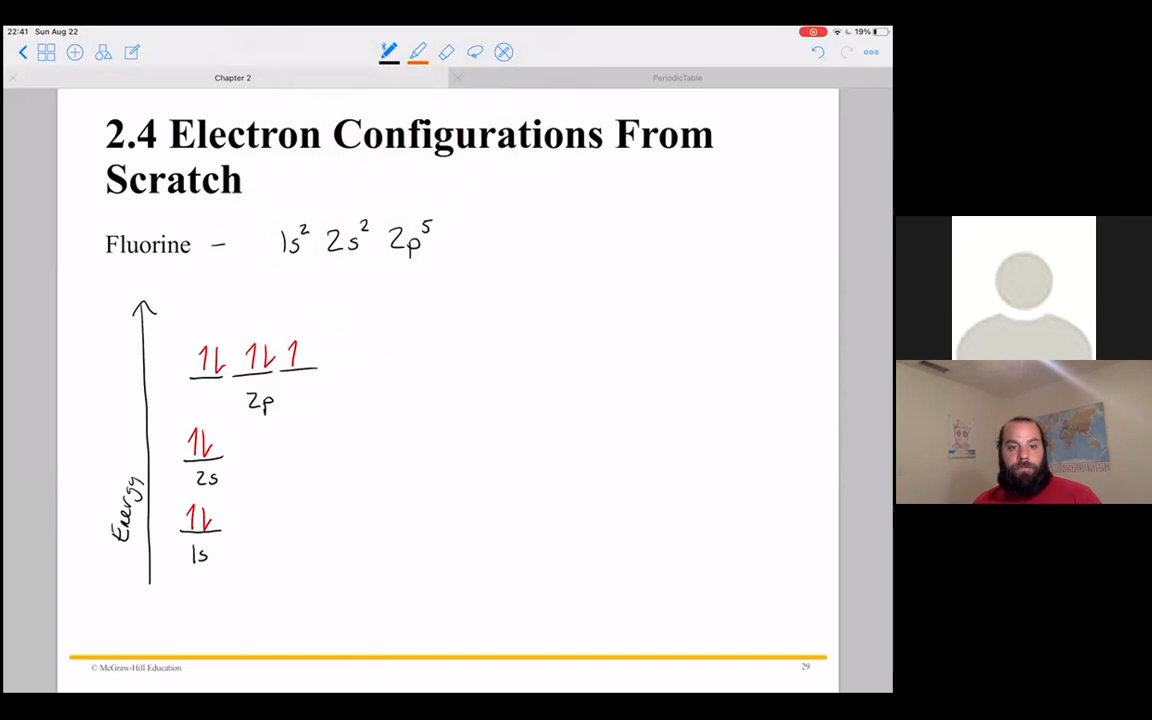 22:41 Sun Aug 22
19%
Chapter 2
PeriodicTable
2.4 Electron Configurations From
Scratch
Fluorine – 1s² 2s² 2p⁵
2p
2s
1s
Energy
© McGraw-Hill Education
29